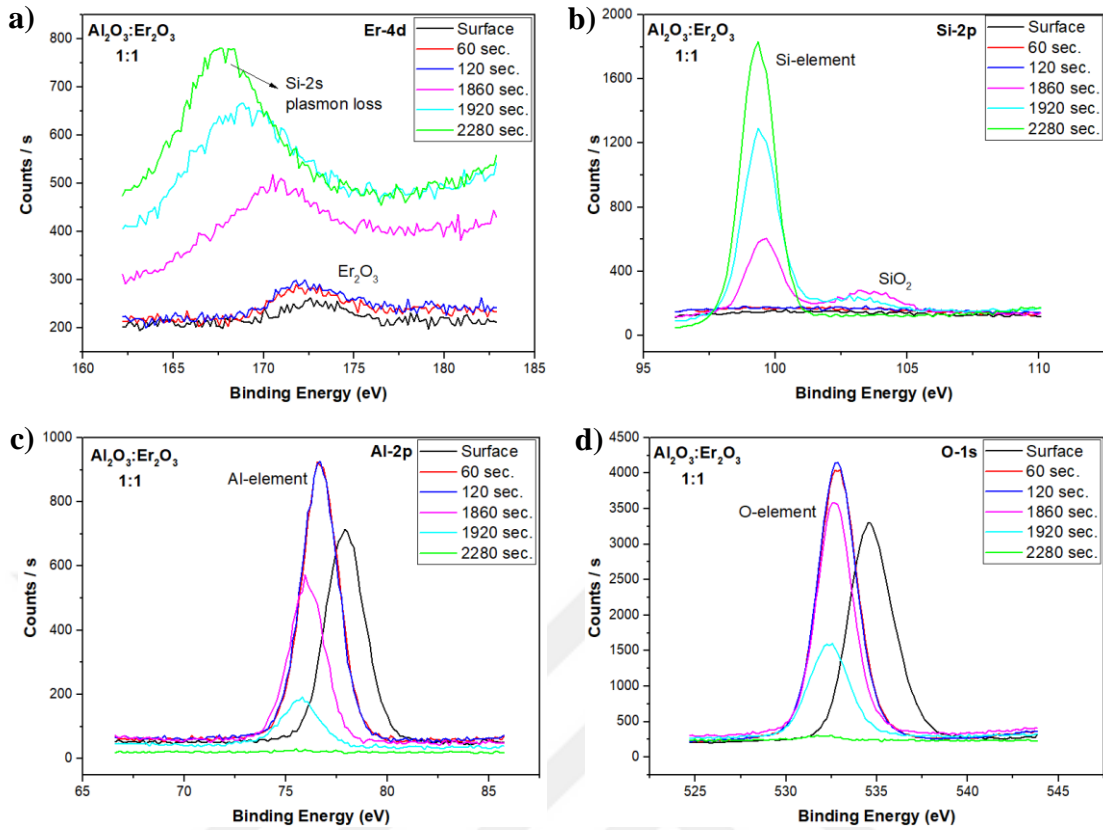 a)
Al₂O₃:Er₂O₃
1:1
Er-4d
Surface
60 sec.
120 sec.
1860 sec.
1920 sec.
2280 sec.
Si-2s
plasmon loss
Er₂O₃
800
700
600
500
400
300
200
160 165 170 175 180 185
Counts / s
Binding Energy (eV)
b)
Al₂O₃:Er₂O₃
1:1
Si-2p
Surface
60 sec.
120 sec.
1860 sec.
1920 sec.
2280 sec.
Si-element
SiO₂
2000
1600
1200
800
400
0
95 100 105 110
Counts / s
Binding Energy (eV)
c)
Al₂O₃:Er₂O₃
1:1
Al-2p
Surface
60 sec.
120 sec.
1860 sec.
1920 sec.
2280 sec.
Al-element
1000
800
600
400
200
0
65 70 75 80 85
Counts / s
Binding Energy (eV)
d)
Al₂O₃:Er₂O₃
1:1
O-1s
Surface
60 sec.
120 sec.
1860 sec.
1920 sec.
2280 sec.
O-element
4500
4000
3500
3000
2500
2000
1500
1000
500
0
525 530 535 540 545
Counts / s
Binding Energy (eV)